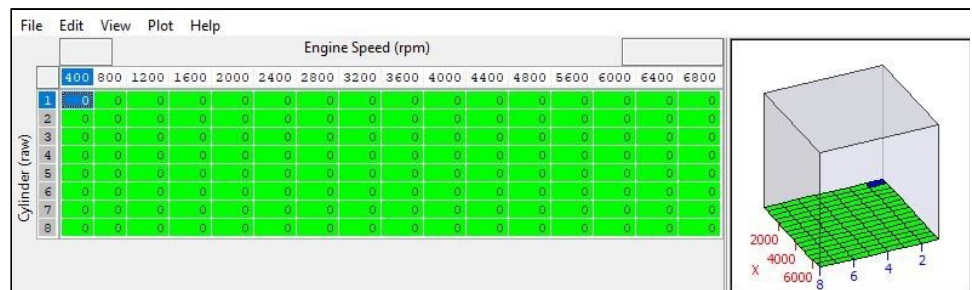 File Edit View Plot Help
Engine Speed (rpm)
400 800 1200 1600 2000 2400 2800 3200 3600 4000 4400 4800 5600 6000 6400 6800
Cylinder (raw)
1 0 0 0 0 0 0 0 0 0 0 0 0 0 0 0 0
2 0 0 0 0 0 0 0 0 0 0 0 0 0 0 0 0
3 0 0 0 0 0 0 0 0 0 0 0 0 0 0 0 0
4 0 0 0 0 0 0 0 0 0 0 0 0 0 0 0 0
5 0 0 0 0 0 0 0 0 0 0 0 0 0 0 0 0
6 0 0 0 0 0 0 0 0 0 0 0 0 0 0 0 0
7 0 0 0 0 0 0 0 0 0 0 0 0 0 0 0 0
8 0 0 0 0 0 0 0 0 0 0 0 0 0 0 0 0
2000
4000
X 6000
8 6 4 2